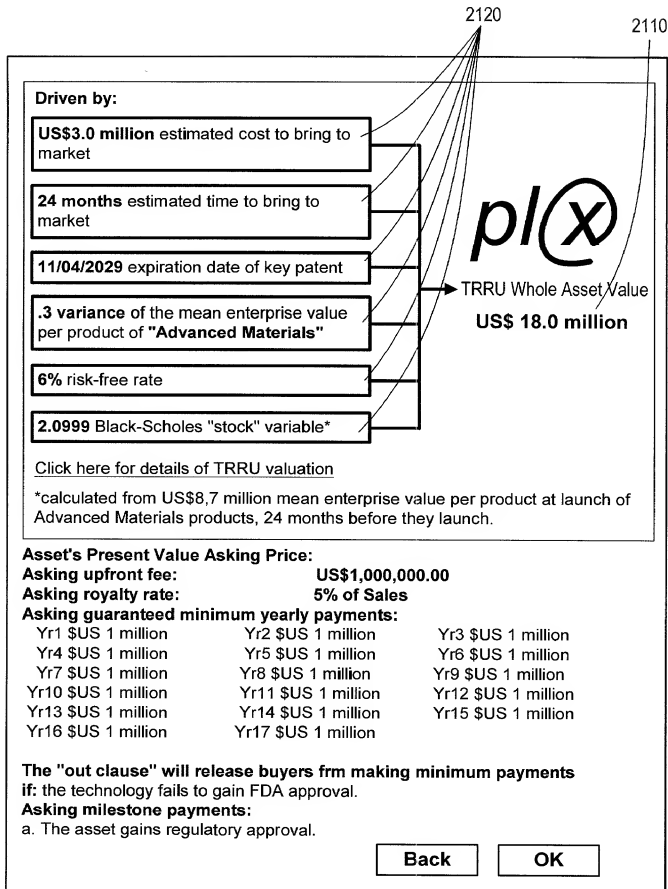 2120
2110
Driven by:
US$3.0 million estimated cost to bring to
market
24 months estimated time to bring to
market
11/04/2029 expiration date of key patent
.3 variance of the mean enterprise value
per product of "Advanced Materials"
6% risk-free rate
2.0999 Black-Scholes "stock" variable*
plx
TRRU Whole Asset Value
US$ 18.0 million
Click here for details of TRRU valuation
*calculated from US$8,7 million mean enterprise value per product at launch of
Advanced Materials products, 24 months before they launch.
Asset's Present Value Asking Price:
Asking upfront fee: US$1,000,000.00
Asking royalty rate: 5% of Sales
Asking guaranteed minimum yearly payments:
Yr1 $US 1 million Yr2 $US 1 million Yr3 $US 1 million
Yr4 $US 1 million Yr5 $US 1 million Yr6 $US 1 million
Yr7 $US 1 million Yr8 $US 1 million Yr9 $US 1 million
Yr10 $US 1 million Yr11 $US 1 million Yr12 $US 1 million
Yr13 $US 1 million Yr14 $US 1 million Yr15 $US 1 million
Yr16 $US 1 million Yr17 $US 1 million
The "out clause" will release buyers frm making minimum payments
if: the technology fails to gain FDA approval.
Asking milestone payments:
a. The asset gains regulatory approval.
Back OK